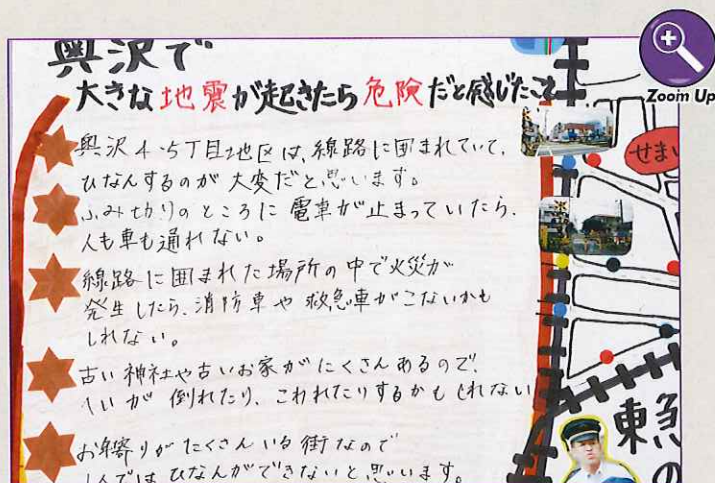 奥沢で
大きな地震が起きたら危険だと感じたこと
奥沢4・5丁目地区は、線路に囲まれていて、
ひなんするのが大変だと思います。
ふみ切りのところに電車が止まっていたら、
人も車も通れない。
線路に囲まれた場所の中で火災が
発生したら、消防車や救急車がこないかも
しれない。
古い神社や古いお家がたくさんあるので、
へいが倒れたり、こわれたりするかもしれない
お年寄りがたくさんいる街なので
1人ではひなんができないと思います。
Zoom Up
せまい
東急
の